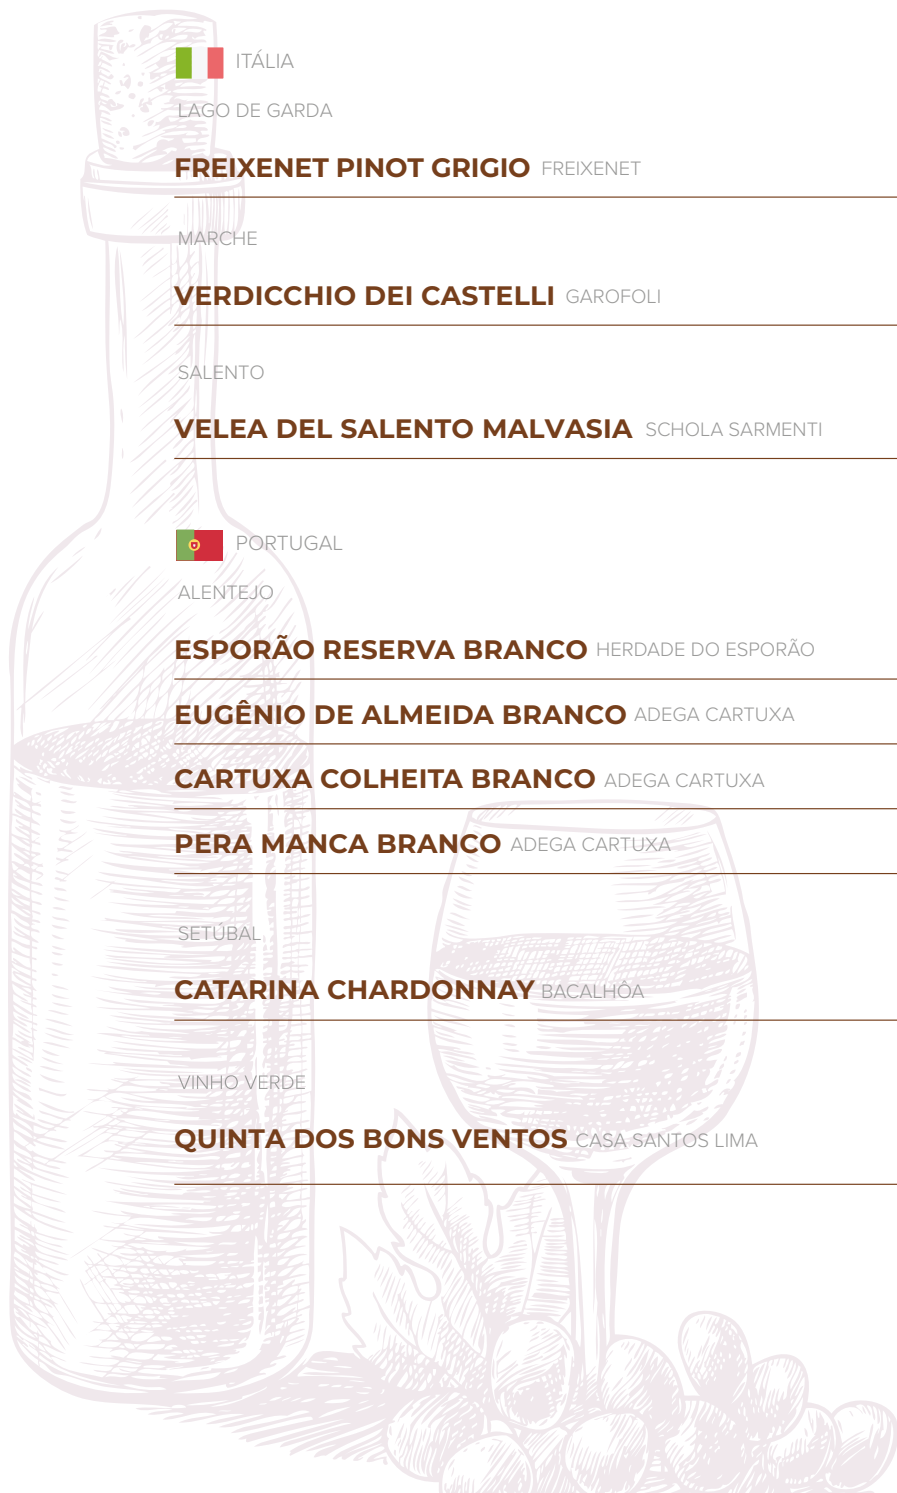 ITÁLIA
LAGO DE GARDA
FREIXENET PINOT GRIGIO FREIXENET
MARCHE
VERDICCHIO DEI CASTELLI GAROFOLI
SALENTO
VELEA DEL SALENTO MALVASIA SCHOLA SARMENTI
PORTUGAL
ALENTEJO
ESPORÃO RESERVA BRANCO HERDADE DO ESPORÃO
EUGÊNIO DE ALMEIDA BRANCO ADEGA CARTUXA
CARTUXA COLHEITA BRANCO ADEGA CARTUXA
PERA MANCA BRANCO ADEGA CARTUXA
SETÚBAL
CATARINA CHARDONNAY BACALHÔA
VINHO VERDE
QUINTA DOS BONS VENTOS CASA SANTOS LIMA